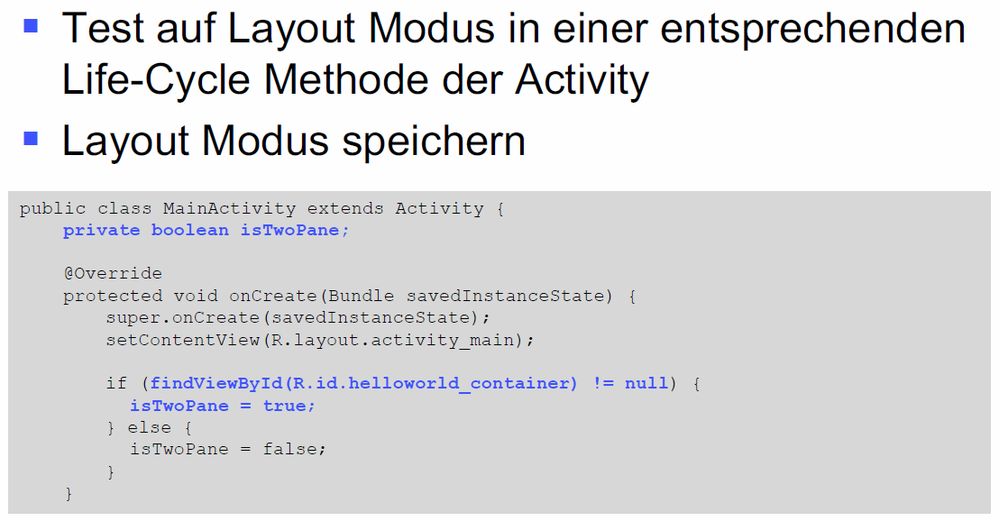 ▪ Test auf Layout Modus in einer entsprechenden
Life-Cycle Methode der Activity
▪ Layout Modus speichern
public class MainActivity extends Activity {
    private boolean isTwoPane;

    @Override
    protected void onCreate(Bundle savedInstanceState) {
        super.onCreate(savedInstanceState);
        setContentView(R.layout.activity_main);

        if (findViewById(R.id.helloworld_container) != null) {
          isTwoPane = true;
        } else {
          isTwoPane = false;
        }
    }